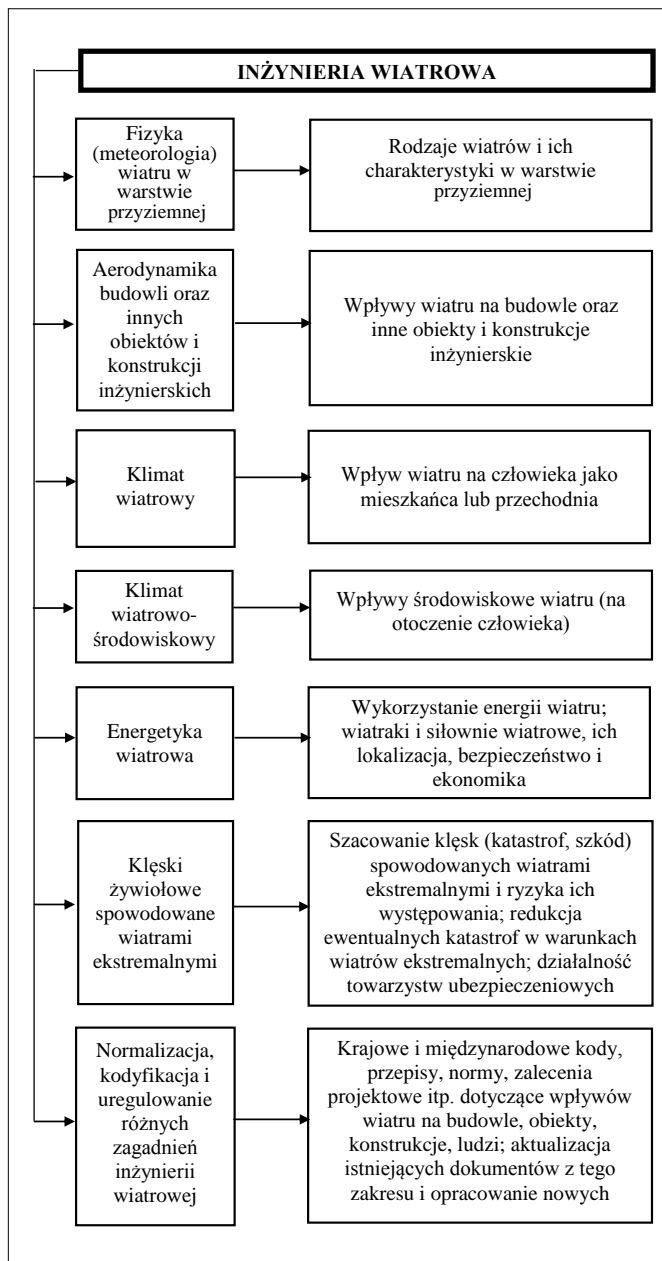 INŻYNIERIA WIATROWA
Fizyka
(meteorologia)
wiatru w
warstwie
przyziemnej
Rodzaje wiatrów i ich
charakterystyki w warstwie
przyziemnej
Aerodynamika
budowli oraz
innych
obiektów i
konstrukcji
inżynierskich
Wpływy wiatru na budowle oraz
inne obiekty i konstrukcje
inżynierskie
Klimat
wiatrowy
Wpływ wiatru na człowieka jako
mieszkańca lub przechodnia
Klimat
wiatrowo-
środowiskowy
Wpływy środowiskowe wiatru (na
otoczenie człowieka)
Energetyka
wiatrowa
Wykorzystanie energii wiatru;
wiatraki i siłownie wiatrowe, ich
lokalizacja, bezpieczeństwo i
ekonomika
Klęski
żywiołowe
spowodowane
wiatrami
ekstremalnymi
Szacowanie klęsk (katastrof, szkód)
spowodowanych wiatrami
ekstremalnymi i ryzyka ich
występowania; redukcja
ewentualnych katastrof w warunkach
wiatrów ekstremalnych; działalność
towarzystw ubezpieczeniowych
Normalizacja,
kodyfikacja i
uregulowanie
różnych
zagadnień
inżynierii
wiatrowej
Krajowe i międzynarodowe kody,
przepisy, normy, zalecenia
projektowe itp. dotyczące wpływów
wiatru na budowle, obiekty,
konstrukcje, ludzi; aktualizacja
istniejących dokumentów z tego
zakresu i opracowanie nowych